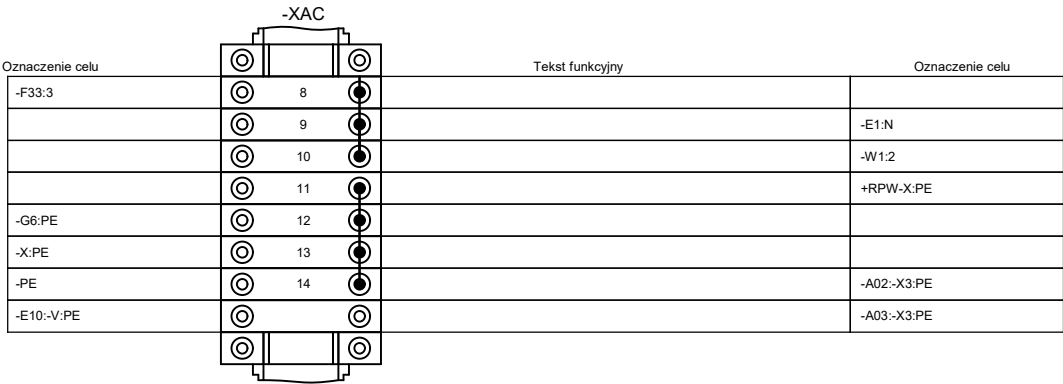 -XAC
Oznaczenie celu Tekst funkcyjny Oznaczenie celu
-F33:3 8
9 -E1:N
10 -W1:2
11 +RPW-X:PE
-G6:PE 12
-X:PE 13
-PE 14 -A02:-X3:PE
-E10:-V:PE -A03:-X3:PE